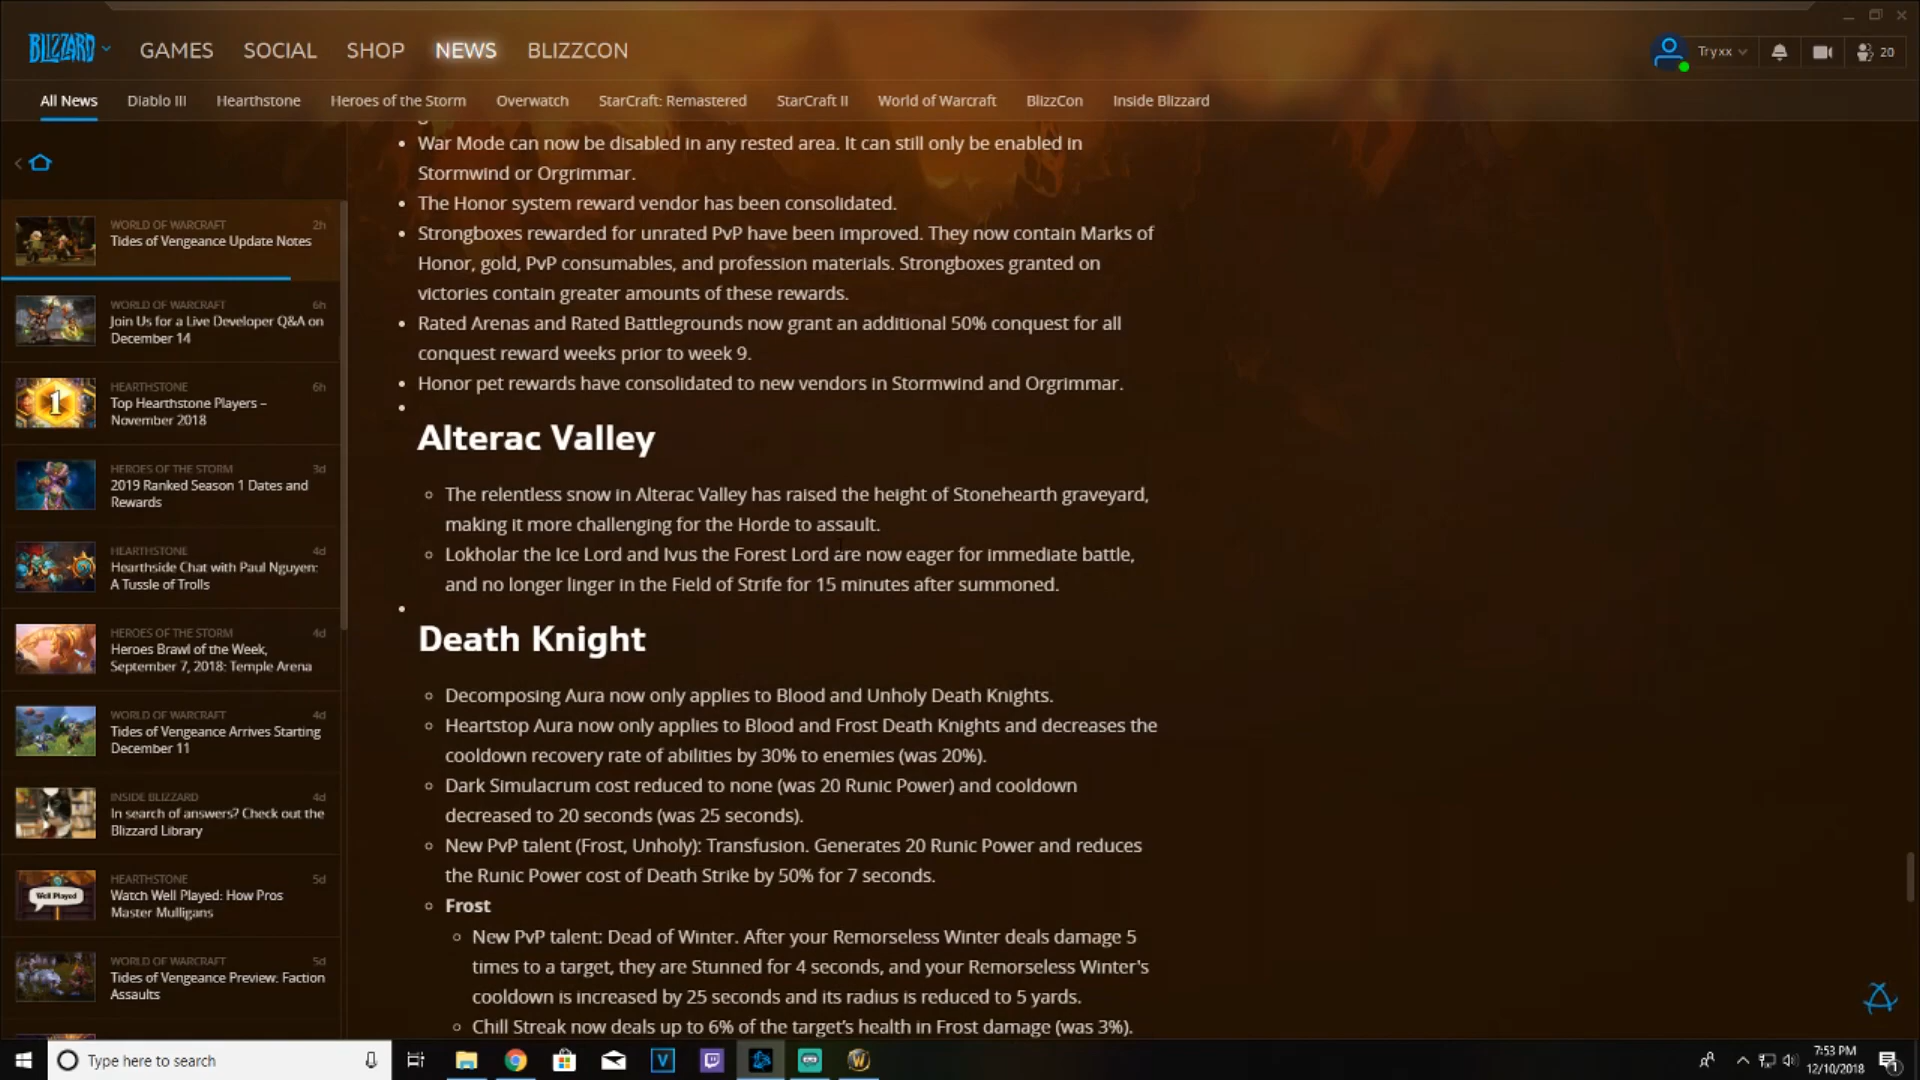 BLIZZARD GAMES SOCIAL SHOP NEWS BLIZZCON
Tryxx 20
All News Diablo III Hearthstone Heroes of the Storm Overwatch StarCraft: Remastered StarCraft II World of Warcraft BlizzCon Inside Blizzard
WORLD OF WARCRAFT 2h
Tides of Vengeance Update Notes
WORLD OF WARCRAFT 6h
Join Us for a Live Developer Q&A on
December 14
HEARTHSTONE 6h
1
Top Hearthstone Players –
November 2018
HEROES OF THE STORM 3d
2019 Ranked Season 1 Dates and
Rewards
HEARTHSTONE 4d
Hearthside Chat with Paul Nguyen:
A Tussle of Trolls
HEROES OF THE STORM 4d
Heroes Brawl of the Week,
September 7, 2018: Temple Arena
WORLD OF WARCRAFT 4d
Tides of Vengeance Arrives Starting
December 11
INSIDE BLIZZARD 4d
In search of answers? Check out the
Blizzard Library
HEARTHSTONE 5d
Well Played
Watch Well Played: How Pros
Master Mulligans
WORLD OF WARCRAFT 5d
Tides of Vengeance Preview: Faction
Assaults
• War Mode can now be disabled in any rested area. It can still only be enabled in
Stormwind or Orgrimmar.
• The Honor system reward vendor has been consolidated.
• Strongboxes rewarded for unrated PvP have been improved. They now contain Marks of
Honor, gold, PvP consumables, and profession materials. Strongboxes granted on
victories contain greater amounts of these rewards.
• Rated Arenas and Rated Battlegrounds now grant an additional 50% conquest for all
conquest reward weeks prior to week 9.
• Honor pet rewards have consolidated to new vendors in Stormwind and Orgrimmar.
Alterac Valley
The relentless snow in Alterac Valley has raised the height of Stonehearth graveyard,
making it more challenging for the Horde to assault.
Lokholar the Ice Lord and Ivus the Forest Lord are now eager for immediate battle,
and no longer linger in the Field of Strife for 15 minutes after summoned.
Death Knight
Decomposing Aura now only applies to Blood and Unholy Death Knights.
Heartstop Aura now only applies to Blood and Frost Death Knights and decreases the
cooldown recovery rate of abilities by 30% to enemies (was 20%).
Dark Simulacrum cost reduced to none (was 20 Runic Power) and cooldown
decreased to 20 seconds (was 25 seconds).
New PvP talent (Frost, Unholy): Transfusion. Generates 20 Runic Power and reduces
the Runic Power cost of Death Strike by 50% for 7 seconds.
Frost
New PvP talent: Dead of Winter. After your Remorseless Winter deals damage 5
times to a target, they are Stunned for 4 seconds, and your Remorseless Winter's
cooldown is increased by 25 seconds and its radius is reduced to 5 yards.
Chill Streak now deals up to 6% of the target's health in Frost damage (was 3%).
Type here to search
V
W
7:53 PM
12/10/2018
1